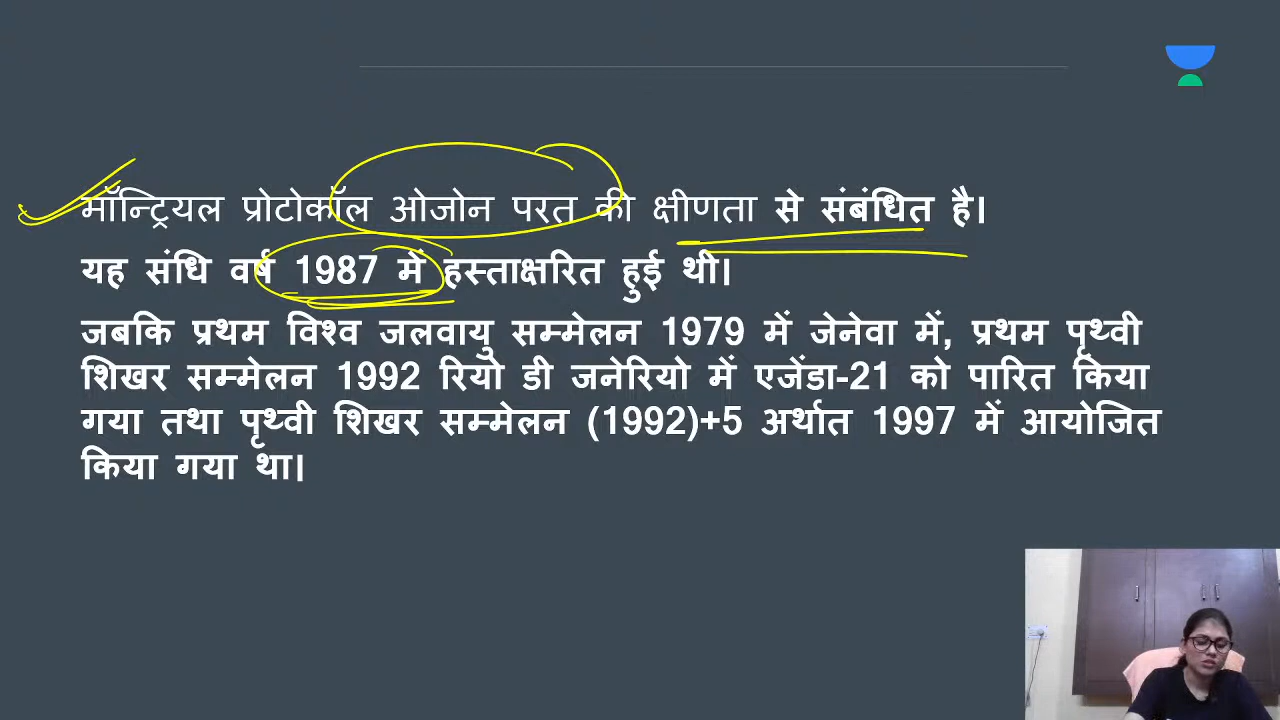 मॉन्ट्रियल प्रोटोकॉल ओजोन परत की क्षीणता से संबंधित है।
यह संधि वर्ष 1987 में हस्ताक्षरित हुई थी।
जबकि प्रथम विश्व जलवायु सम्मेलन 1979 में जेनेवा में, प्रथम पृथ्वी
शिखर सम्मेलन 1992 रियो डी जनेरियो में एजेंडा-21 को पारित किया
गया तथा पृथ्वी शिखर सम्मेलन (1992)+5 अर्थात 1997 में आयोजित
किया गया था।